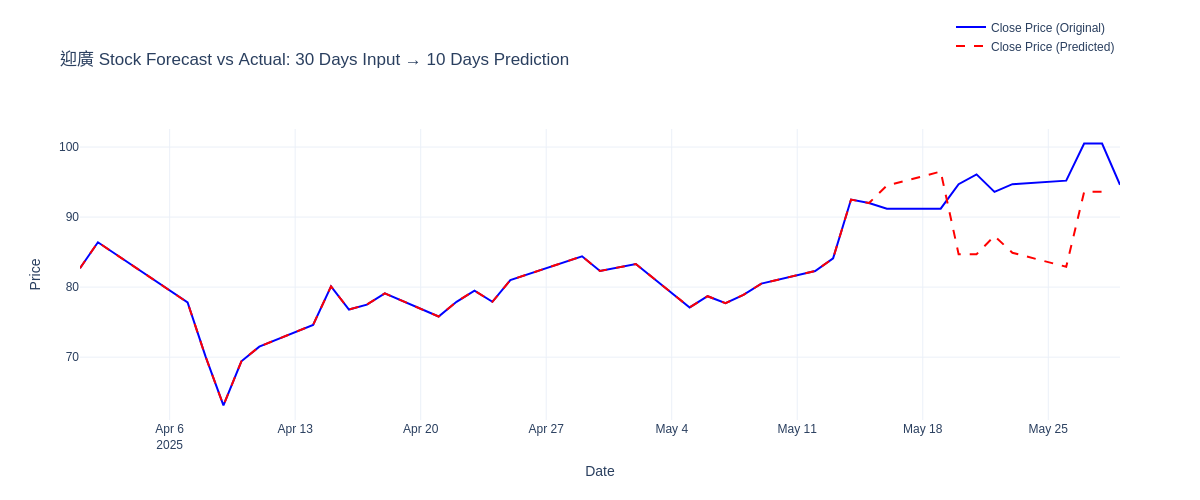 Close Price (Original)
Close Price (Predicted)
迎廣 Stock Forecast vs Actual: 30 Days Input → 10 Days Prediction
Price
100
90
80
70
Apr 6
2025
Apr 13
Apr 20
Apr 27
May 4
May 11
May 18
May 25
Date